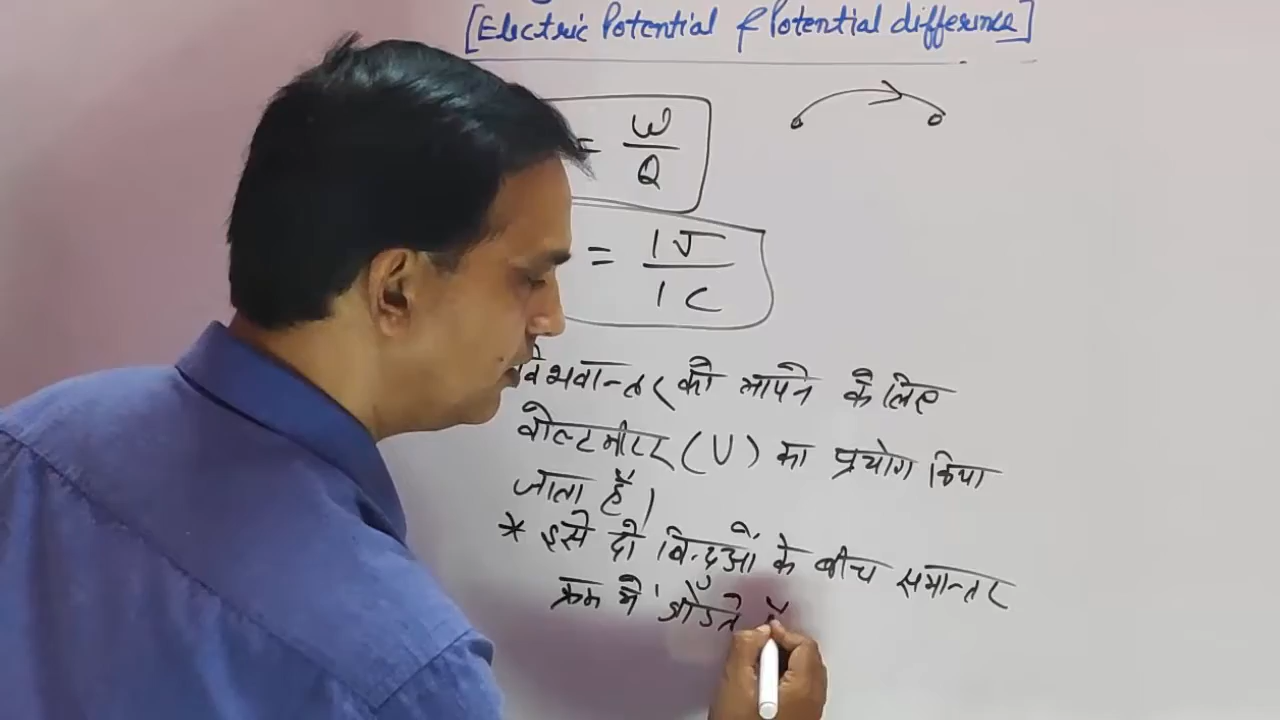 [Electric Potential & Potential difference]
= W/Q
= 1J/1C
विभवान्तर को मापने के लिए
वोल्टमीटर (V) का प्रयोग किया
जाता है।
* इसे दो बिन्दुओं के बीच समान्तर
क्रम में जोड़ते